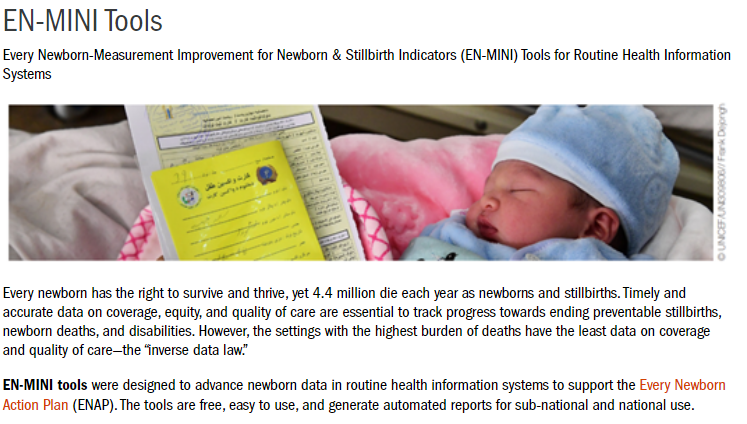 EN-MINI Tools
Every Newborn-Measurement Improvement for Newborn & Stillbirth Indicators (EN-MINI) Tools for Routine Health Information
Systems
کارت واکسین طفل
© UNICEF/UN0309806// Frank Dejongh
Every newborn has the right to survive and thrive, yet 4.4 million die each year as newborns and stillbirths. Timely and
accurate data on coverage, equity, and quality of care are essential to track progress towards ending preventable stillbirths,
newborn deaths, and disabilities. However, the settings with the highest burden of deaths have the least data on coverage
and quality of care—the “inverse data law.”
EN-MINI tools were designed to advance newborn data in routine health information systems to support the Every Newborn
Action Plan (ENAP). The tools are free, easy to use, and generate automated reports for sub-national and national use.